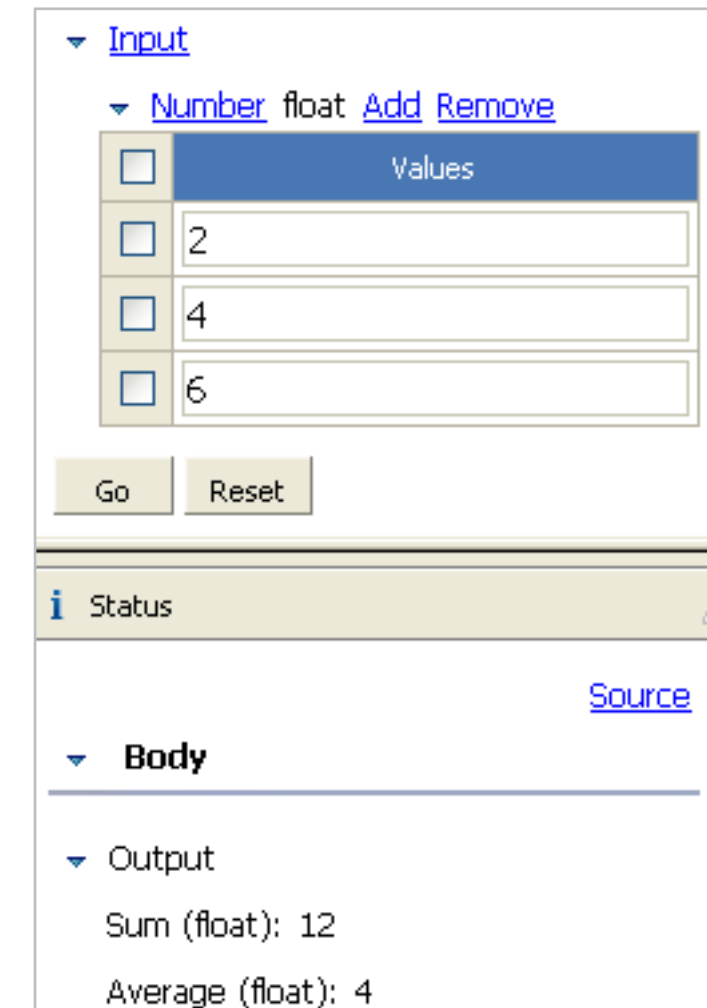 Input
Number float Add Remove
Values
2
4
6
Go Reset
i Status
Source
Body
Output
Sum (float): 12
Average (float): 4